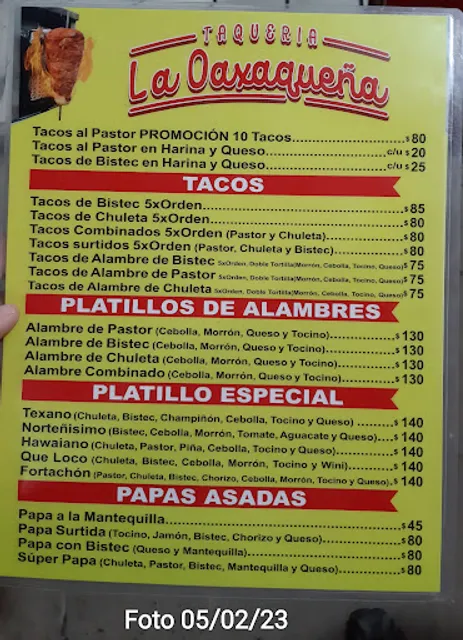 TAQUERIA
La Oaxaqueña
Tacos al Pastor PROMOCIÓN 10 Tacos $80
Tacos al Pastor en Harina y Queso c/u $20
Tacos de Bistec en Harina y Queso c/u $25
TACOS
Tacos de Bistec 5xOrden $85
Tacos de Chuleta 5xOrden $80
Tacos Combinados 5xOrden (Pastor y Chuleta) $80
Tacos surtidos 5xOrden (Pastor, Chuleta y Bistec) $80
Tacos de Alambre de Bistec 5xOrden, Doble Tortilla(Morrón, Cebolla, Tocino, Queso) $75
Tacos de Alambre de Pastor 5xOrden, Doble Tortilla(Morrón, Cebolla, Tocino, Queso) $75
Tacos de Alambre de Chuleta 5xOrden, Doble Tortilla(Morrón, Cebolla, Tocino, Queso) $75
PLATILLOS DE ALAMBRES
Alambre de Pastor (Cebolla, Morrón, Queso y Tocino) $130
Alambre de Bistec (Cebolla, Morrón, Queso y Tocino) $130
Alambre de Chuleta (Cebolla, Morrón, Queso y Tocino) $130
Alambre Combinado (Cebolla, Morrón, Queso y Tocino) $130
PLATILLO ESPECIAL
Texano (Chuleta, Bistec, Champiñón, Cebolla, Tocino y Queso) $140
Norteñisimo (Bistec, Cebolla, Morrón, Tomate, Aguacate y Queso) $140
Hawaiano (Chuleta, Pastor, Piña, Cebolla, Tocino y Queso) $140
Que Loco (Chuleta, Bistec, Cebolla, Morrón, Tocino y Wini) $140
Fortachón (Pastor, Chuleta, Bistec, Chorizo, Cebolla, Morrón, Tocino y Queso) $140
PAPAS ASADAS
Papa a la Mantequilla $45
Papa Surtida (Tocino, Jamón, Bistec, Chorizo y Queso) $80
Papa con Bistec (Queso y Mantequilla) $80
Súper Papa (Chuleta, Pastor, Bistec, Mantequilla y Queso) $80
Foto 05/02/23